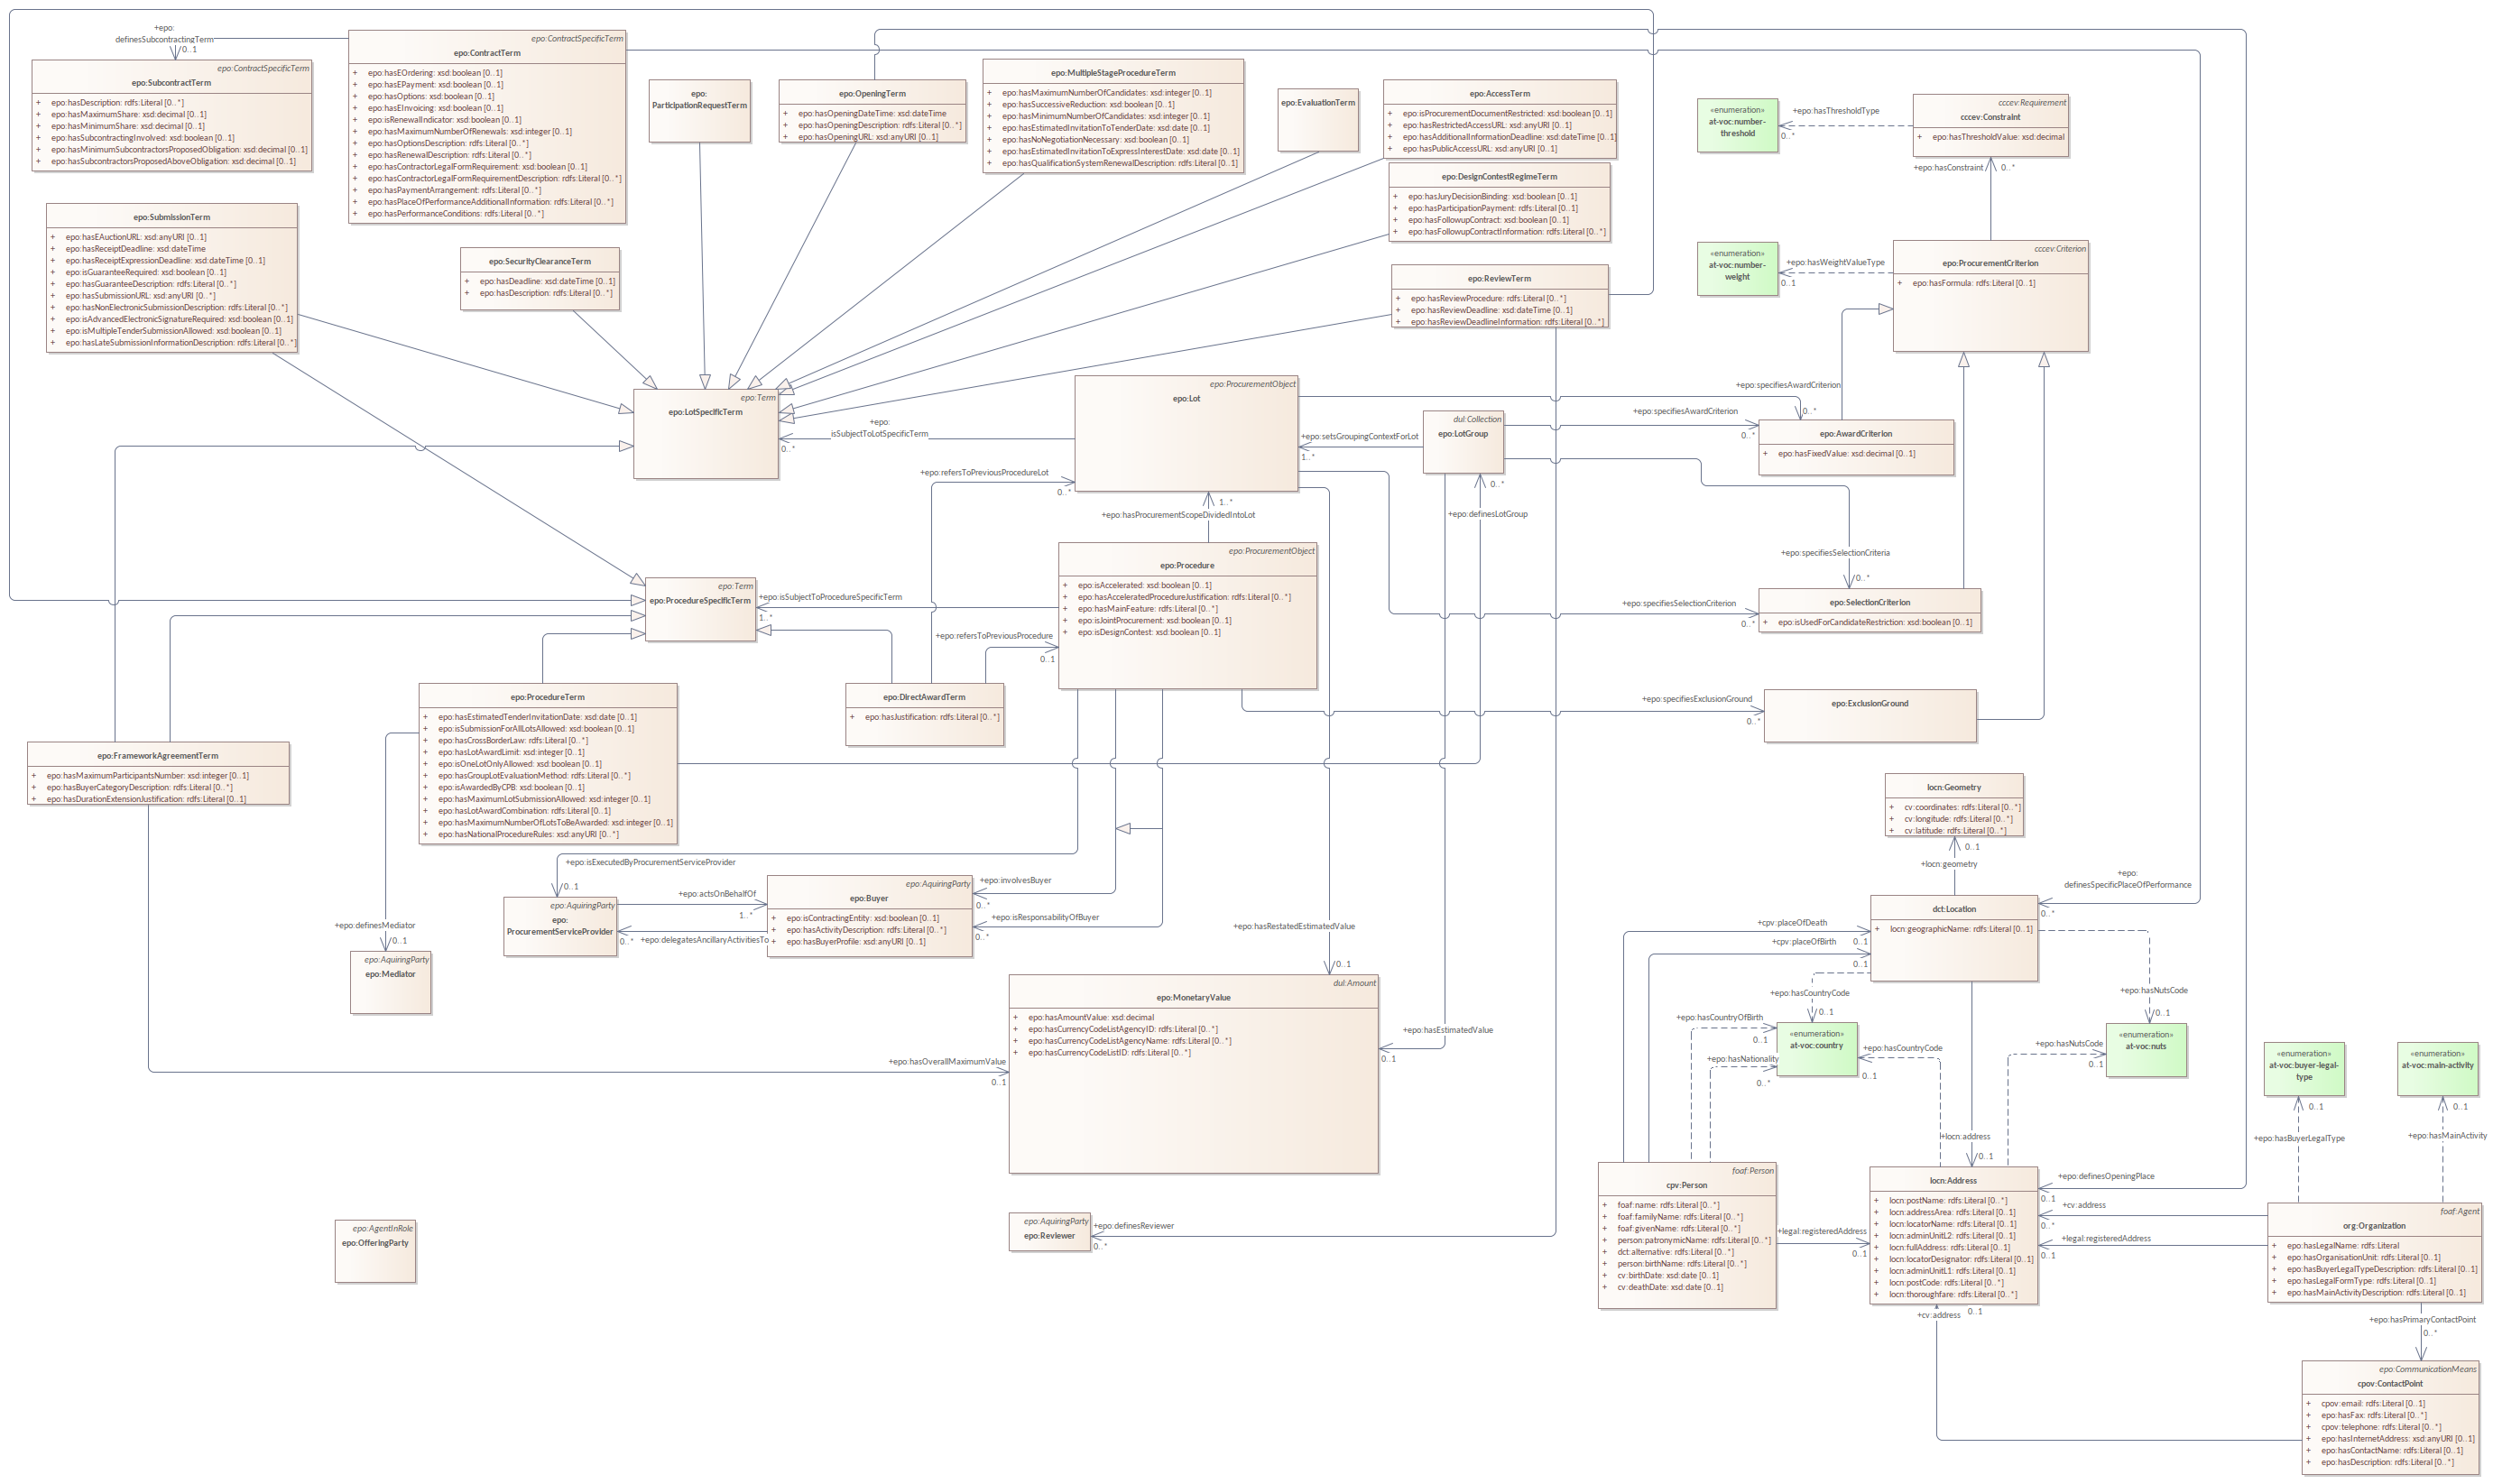 +epo:
definesSubcontractingTerm
0..1
epo:ContractSpecificTerm
epo:SubcontractTerm
+ epo:hasDescription: rdfs:Literal [0..*]
+ epo:hasMaximumShare: xsd:decimal [0..1]
+ epo:hasMinimumShare: xsd:decimal [0..1]
+ epo:hasSubcontractingInvolved: xsd:boolean [0..1]
+ epo:hasMinimumSubcontractorsProposedObligation: xsd:decimal [0..1]
+ epo:hasSubcontractorsProposedAboveObligation: xsd:decimal [0..1]
epo:ContractSpecificTerm
epo:ContractTerm
+ epo:hasEOrdering: xsd:boolean [0..1]
+ epo:hasEPayment: xsd:boolean [0..1]
+ epo:hasOptions: xsd:boolean [0..1]
+ epo:hasEInvoicing: xsd:boolean [0..1]
+ epo:isRenewalIndicator: xsd:boolean [0..1]
+ epo:hasMaximumNumberOfRenewals: xsd:integer [0..1]
+ epo:hasOptionsDescription: rdfs:Literal [0..*]
+ epo:hasRenewalDescription: rdfs:Literal [0..*]
+ epo:hasContractorLegalFormRequirement: xsd:boolean [0..1]
+ epo:hasContractorLegalFormRequirementDescription: rdfs:Literal [0..*]
+ epo:hasPaymentArrangement: rdfs:Literal [0..*]
+ epo:hasPlaceOfPerformanceAdditionalInformation: rdfs:Literal [0..*]
+ epo:hasPerformanceConditions: rdfs:Literal [0..*]
epo:
ParticipationRequestTerm
epo:OpeningTerm
+ epo:hasOpeningDateTime: xsd:dateTime
+ epo:hasOpeningDescription: rdfs:Literal [0..*]
+ epo:hasOpeningURL: xsd:anyURI [0..1]
epo:MultipleStageProcedureTerm
+ epo:hasMaximumNumberOfCandidates: xsd:integer [0..1]
+ epo:hasSuccessiveReduction: xsd:boolean [0..1]
+ epo:hasMinimumNumberOfCandidates: xsd:integer [0..1]
+ epo:hasEstimatedInvitationToTenderDate: xsd:date [0..1]
+ epo:hasNoNegotiationNecessary: xsd:boolean [0..1]
+ epo:hasEstimatedInvitationToExpressInterestDate: xsd:date [0..1]
+ epo:hasQualificationSystemRenewalDescription: rdfs:Literal [0..1]
epo:EvaluationTerm
epo:AccessTerm
+ epo:isProcurementDocumentRestricted: xsd:boolean [0..1]
+ epo:hasRestrictedAccessURL: xsd:anyURI [0..1]
+ epo:hasAdditionalInformationDeadline: xsd:dateTime [0..1]
+ epo:hasPublicAccessURL: xsd:anyURI [0..1]
epo:DesignContestRegimeTerm
+ epo:hasJuryDecisionBinding: xsd:boolean [0..1]
+ epo:hasParticipationPayment: rdfs:Literal [0..1]
+ epo:hasFollowupContract: xsd:boolean [0..1]
+ epo:hasFollowupContractInformation: rdfs:Literal [0..*]
epo:ReviewTerm
+ epo:hasReviewProcedure: rdfs:Literal [0..*]
+ epo:hasReviewDeadline: xsd:dateTime [0..1]
+ epo:hasReviewDeadlineInformation: rdfs:Literal [0..*]
«enumeration»
at-voc:number-
threshold
+epo:hasThresholdType
0..*
cccev:Requirement
cccev:Constraint
+ epo:hasThresholdValue: xsd:decimal
+epo:hasConstraint
0..*
«enumeration»
at-voc:number-
weight
+epo:hasWeightValueType
0..1
cccev:Criterion
epo:ProcurementCriterion
+ epo:hasFormula: rdfs:Literal [0..1]
epo:SubmissionTerm
+ epo:hasEAuctionURL: xsd:anyURI [0..1]
+ epo:hasReceiptDeadline: xsd:dateTime
+ epo:hasReceiptExpressionDeadline: xsd:dateTime [0..1]
+ epo:isGuaranteeRequired: xsd:boolean [0..1]
+ epo:hasGuaranteeDescription: rdfs:Literal [0..*]
+ epo:hasSubmissionURL: xsd:anyURI [0..*]
+ epo:hasNonElectronicSubmissionDescription: rdfs:Literal [0..*]
+ epo:isAdvancedElectronicSignatureRequired: xsd:boolean [0..1]
+ epo:isMultipleTenderSubmissionAllowed: xsd:boolean [0..1]
+ epo:hasLateSubmissionInformationDescription: rdfs:Literal [0..*]
epo:SecurityClearanceTerm
+ epo:hasDeadline: xsd:dateTime [0..1]
+ epo:hasDescription: rdfs:Literal [0..*]
epo:Term
epo:LotSpecificTerm
+epo:
isSubjectToLotSpecificTerm
0..*
epo:ProcurementObject
epo:Lot
dul:Collection
epo:LotGroup
+epo:setsGroupingContextForLot
1..*
+epo:specifiesAwardCriterion
0..*
+epo:specifiesAwardCriterion
0..*
epo:AwardCriterion
+ epo:hasFixedValue: xsd:decimal [0..1]
+epo:refersToPreviousProcedureLot
0..*
1..*
+epo:hasProcurementScopeDividedIntoLot
0..*
+epo:definesLotGroup
+epo:specifiesSelectionCriteria
0..*
+epo:specifiesSelectionCriterion
0..*
epo:SelectionCriterion
+ epo:isUsedForCandidateRestriction: xsd:boolean [0..1]
epo:ProcurementObject
epo:Procedure
+ epo:isAccelerated: xsd:boolean [0..1]
+ epo:hasAcceleratedProcedureJustification: rdfs:Literal [0..*]
+ epo:hasMainFeature: rdfs:Literal [0..*]
+ epo:isJointProcurement: xsd:boolean [0..1]
+ epo:isDesignContest: xsd:boolean [0..1]
epo:Term
epo:ProcedureSpecificTerm
+epo:isSubjectToProcedureSpecificTerm
1..*
+epo:refersToPreviousProcedure
0..1
epo:ProcedureTerm
+ epo:hasEstimatedTenderInvitationDate: xsd:date [0..1]
+ epo:isSubmissionForAllLotsAllowed: xsd:boolean [0..1]
+ epo:hasCrossBorderLaw: rdfs:Literal [0..*]
+ epo:hasLotAwardLimit: xsd:integer [0..1]
+ epo:isOneLotOnlyAllowed: xsd:boolean [0..1]
+ epo:hasGroupLotEvaluationMethod: rdfs:Literal [0..*]
+ epo:isAwardedByCPB: xsd:boolean [0..1]
+ epo:hasMaximumLotSubmissionAllowed: xsd:integer [0..1]
+ epo:hasLotAwardCombination: rdfs:Literal [0..1]
+ epo:hasMaximumNumberOfLotsToBeAwarded: xsd:integer [0..1]
+ epo:hasNationalProcedureRules: xsd:anyURI [0..*]
epo:DirectAwardTerm
+ epo:hasJustification: rdfs:Literal [0..*]
+epo:specifiesExclusionGround
0..*
epo:ExclusionGround
epo:FrameworkAgreementTerm
+ epo:hasMaximumParticipantsNumber: xsd:integer [0..1]
+ epo:hasBuyerCategoryDescription: rdfs:Literal [0..*]
+ epo:hasDurationExtensionJustification: rdfs:Literal [0..1]
locn:Geometry
+ cv:coordinates: rdfs:Literal [0..*]
+ cv:longitude: rdfs:Literal [0..*]
+ cv:latitude: rdfs:Literal [0..*]
0..1
+locn:geometry
+epo:
definesSpecificPlaceOfPerformance
0..*
+epo:isExecutedByProcurementServiceProvider
0..1
epo:AquiringParty
epo:
ProcurementServiceProvider
+epo:actsOnBehalfOf
1..*
0..*
+epo:delegatesAncillaryActivitiesTo
epo:AquiringParty
epo:Buyer
+ epo:isContractingEntity: xsd:boolean [0..1]
+ epo:hasActivityDescription: rdfs:Literal [0..*]
+ epo:hasBuyerProfile: xsd:anyURI [0..1]
+epo:involvesBuyer
0..*
+epo:isResponsabilityOfBuyer
0..*
+epo:definesMediator
0..1
epo:AquiringParty
epo:Mediator
+epo:hasRestatedEstimatedValue
0..1
dul:Amount
epo:MonetaryValue
+ epo:hasAmountValue: xsd:decimal
+ epo:hasCurrencyCodeListAgencyID: rdfs:Literal [0..*]
+ epo:hasCurrencyCodeListAgencyName: rdfs:Literal [0..*]
+ epo:hasCurrencyCodeListID: rdfs:Literal [0..*]
+epo:hasEstimatedValue
0..1
+epo:hasOverallMaximumValue
0..1
dct:Location
+ locn:geographicName: rdfs:Literal [0..1]
+cpv:placeOfDeath
0..1
+cpv:placeOfBirth
0..1
+epo:hasCountryCode
0..1
+epo:hasNutsCode
0..1
+epo:hasCountryOfBirth
0..1
«enumeration»
at-voc:country
+epo:hasNationality
0..*
+epo:hasCountryCode
0..1
+epo:hasNutsCode
0..1
«enumeration»
at-voc:nuts
«enumeration»
at-voc:buyer-legal-
type
0..1
+epo:hasBuyerLegalType
«enumeration»
at-voc:main-activity
0..1
+epo:hasMainActivity
+locn:address
0..1
foaf:Person
cpv:Person
+ foaf:name: rdfs:Literal [0..*]
+ foaf:familyName: rdfs:Literal [0..*]
+ foaf:givenName: rdfs:Literal [0..*]
+ person:patronymicName: rdfs:Literal [0..*]
+ dct:alternative: rdfs:Literal [0..*]
+ person:birthName: rdfs:Literal [0..*]
+ cv:birthDate: xsd:date [0..1]
+ cv:deathDate: xsd:date [0..1]
+legal:registeredAddress
0..1
locn:Address
+ locn:postName: rdfs:Literal [0..*]
+ locn:addressArea: rdfs:Literal [0..1]
+ locn:locatorName: rdfs:Literal [0..1]
+ locn:adminUnitL2: rdfs:Literal [0..1]
+ locn:fullAddress: rdfs:Literal [0..1]
+ locn:locatorDesignator: rdfs:Literal [0..1]
+ locn:adminUnitL1: rdfs:Literal [0..1]
+ locn:postCode: rdfs:Literal [0..*]
+ locn:thoroughfare: rdfs:Literal [0..*]
+epo:definesOpeningPlace
0..1
+cv:address
0..*
+legal:registeredAddress
0..1
foaf:Agent
org:Organization
+ epo:hasLegalName: rdfs:Literal
+ epo:hasOrganisationUnit: rdfs:Literal [0..1]
+ epo:hasBuyerLegalTypeDescription: rdfs:Literal [0..1]
+ epo:hasLegalFormType: rdfs:Literal [0..1]
+ epo:hasMainActivityDescription: rdfs:Literal [0..1]
epo:AgentInRole
epo:OfferingParty
epo:AquiringParty
epo:Reviewer
+epo:definesReviewer
0..*
+cv:address
0..1
+epo:hasPrimaryContactPoint
0..*
epo:CommunicationMeans
cpov:ContactPoint
+ cpov:email: rdfs:Literal [0..1]
+ epo:hasFax: rdfs:Literal [0..*]
+ cpov:telephone: rdfs:Literal [0..*]
+ epo:hasInternetAddress: xsd:anyURI [0..1]
+ epo:hasContactName: rdfs:Literal [0..1]
+ epo:hasDescription: rdfs:Literal [0..*]